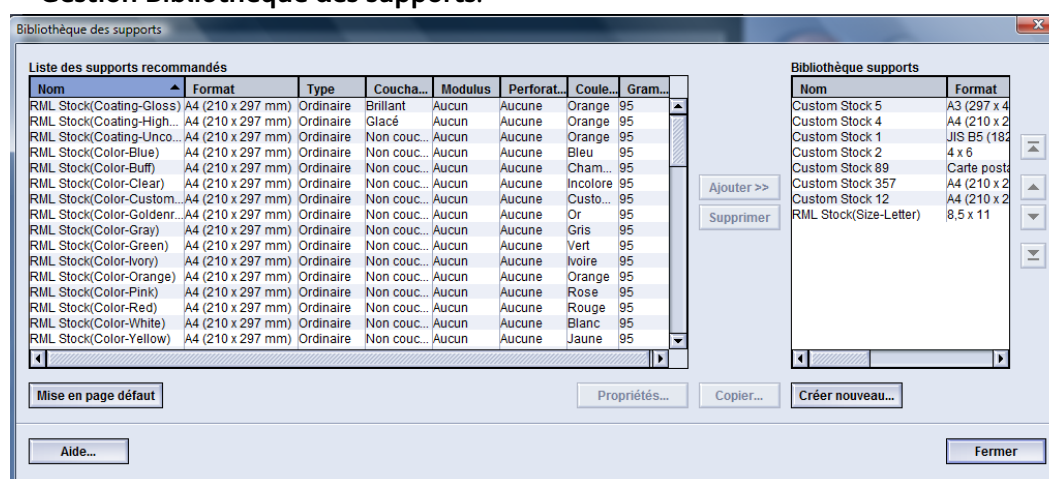 Gestion Bibliothèque des supports.
Bibliothèque des supports
Liste des supports recommandés
Nom Format Type Coucha... Modulus Perforat... Coule... Gram...
RML Stock(Coating-Gloss) A4 (210 x 297 mm) Ordinaire Brillant Aucun Aucune Orange 95
RML Stock(Coating-High... A4 (210 x 297 mm) Ordinaire Glacé Aucun Aucune Orange 95
RML Stock(Coating-Unco... A4 (210 x 297 mm) Ordinaire Non couc... Aucun Aucune Orange 95
RML Stock(Color-Blue) A4 (210 x 297 mm) Ordinaire Non couc... Aucun Aucune Bleu 95
RML Stock(Color-Buff) A4 (210 x 297 mm) Ordinaire Non couc... Aucun Aucune Cham... 95
RML Stock(Color-Clear) A4 (210 x 297 mm) Ordinaire Non couc... Aucun Aucune Incolore 95
RML Stock(Color-Custom... A4 (210 x 297 mm) Ordinaire Non couc... Aucun Aucune Custo... 95
RML Stock(Color-Goldenr... A4 (210 x 297 mm) Ordinaire Non couc... Aucun Aucune Or 95
RML Stock(Color-Gray) A4 (210 x 297 mm) Ordinaire Non couc... Aucun Aucune Gris 95
RML Stock(Color-Green) A4 (210 x 297 mm) Ordinaire Non couc... Aucun Aucune Vert 95
RML Stock(Color-Ivory) A4 (210 x 297 mm) Ordinaire Non couc... Aucun Aucune Ivoire 95
RML Stock(Color-Orange) A4 (210 x 297 mm) Ordinaire Non couc... Aucun Aucune Orange 95
RML Stock(Color-Pink) A4 (210 x 297 mm) Ordinaire Non couc... Aucun Aucune Rose 95
RML Stock(Color-Red) A4 (210 x 297 mm) Ordinaire Non couc... Aucun Aucune Rouge 95
RML Stock(Color-White) A4 (210 x 297 mm) Ordinaire Non couc... Aucun Aucune Blanc 95
RML Stock(Color-Yellow) A4 (210 x 297 mm) Ordinaire Non couc... Aucun Aucune Jaune 95
Ajouter >>
Supprimer
Bibliothèque supports
Nom Format
Custom Stock 5 A3 (297 x 4
Custom Stock 4 A4 (210 x 2
Custom Stock 1 JIS B5 (182
Custom Stock 2 4 x 6
Custom Stock 89 Carte posta
Custom Stock 357 A4 (210 x 2
Custom Stock 12 A4 (210 x 2
RML Stock(Size-Letter) 8,5 x 11
Mise en page défaut Propriétés... Copier... Créer nouveau...
Aide... Fermer